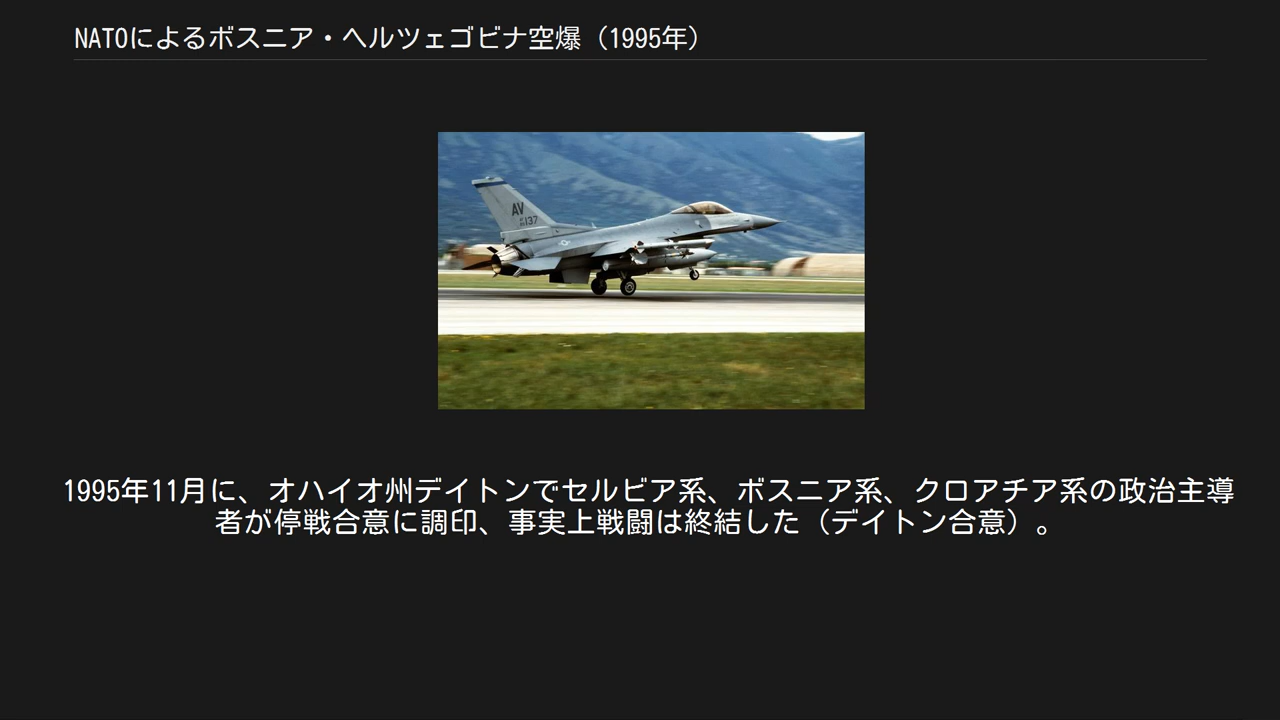 NATOによるボスニア・ヘルツェゴビナ空爆（1995年）
AV
137
1995年11月に、オハイオ州デイトンでセルビア系、ボスニア系、クロアチア系の政治主導
者が停戦合意に調印、事実上戦闘は終結した（デイトン合意）。